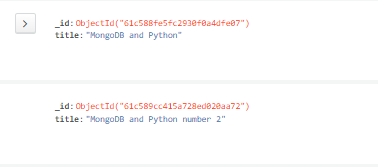 _id: ObjectId("61c588fe5fc2930f0a4dfe07")
title: "MongoDB and Python"
_id: ObjectId("61c589cc415a728ed020aa72")
title: "MongoDB and Python number 2"